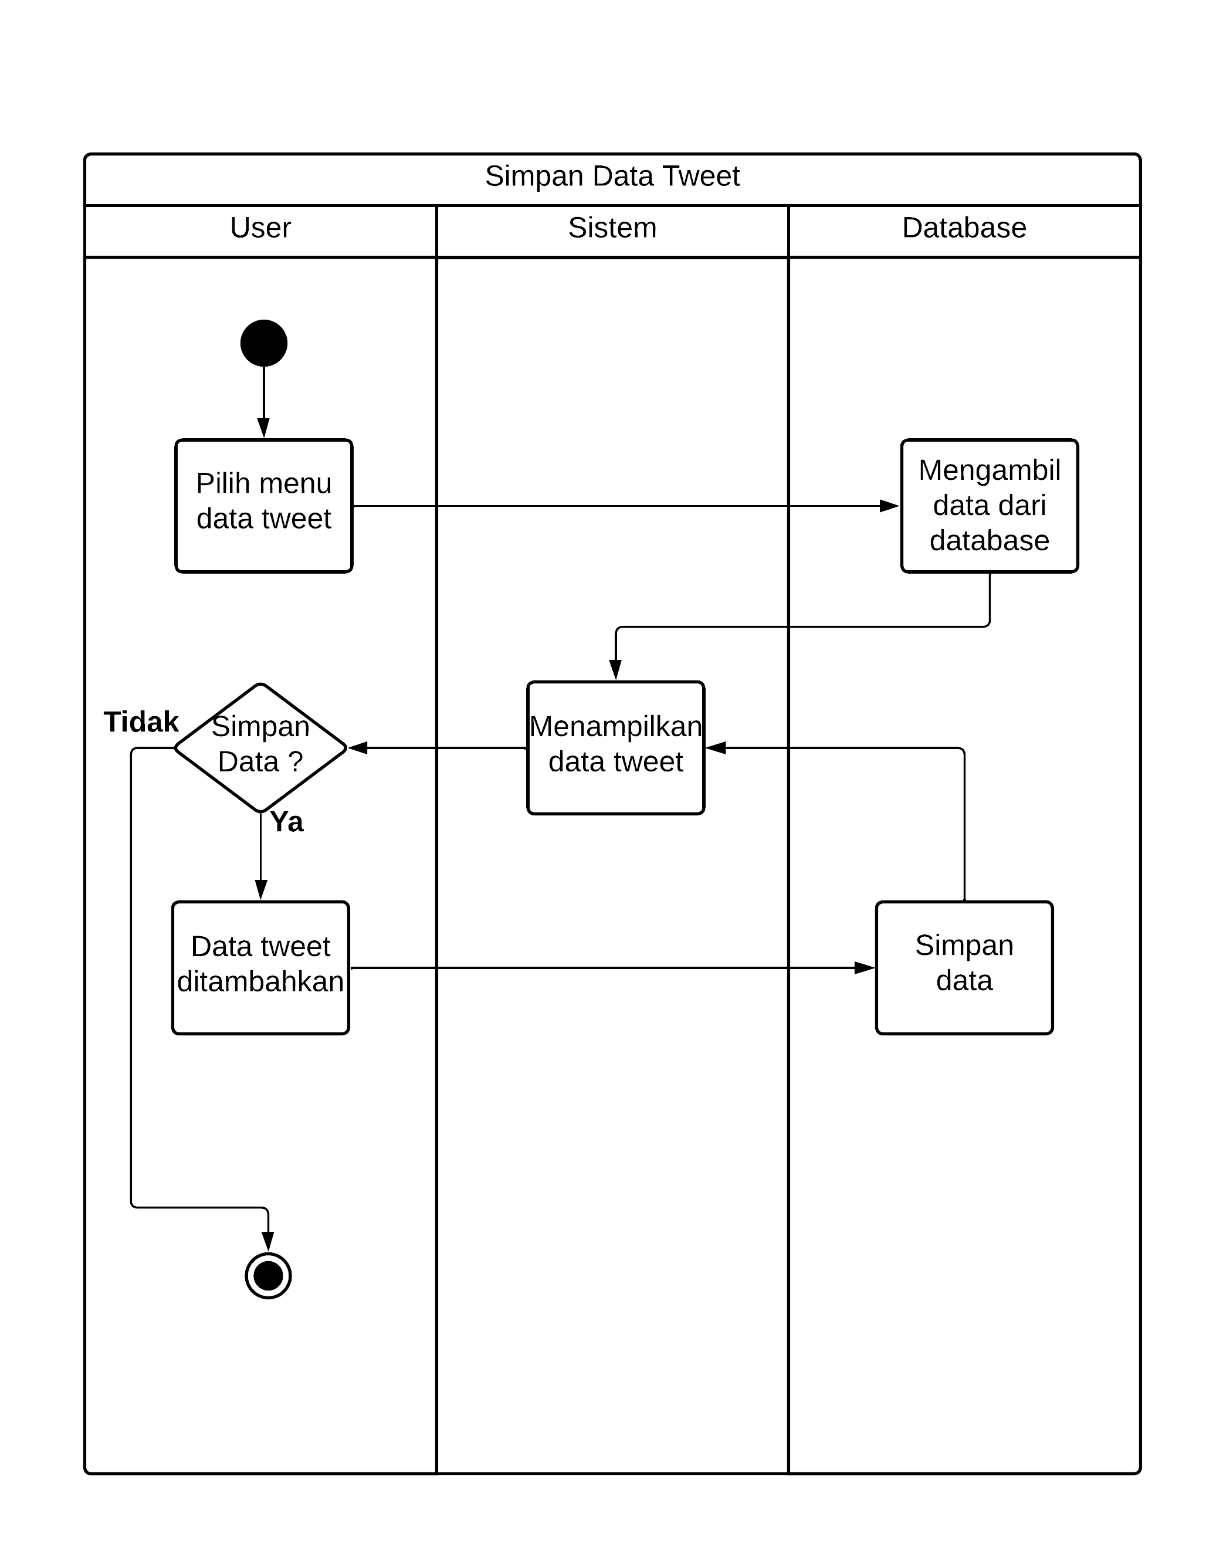 Simpan Data Tweet
User
Sistem
Database
Pilih menu
data tweet
Mengambil
data dari
database
Tidak
Simpan
Data ?
Menampilkan
data tweet
Ya
Data tweet
ditambahkan
Simpan
data